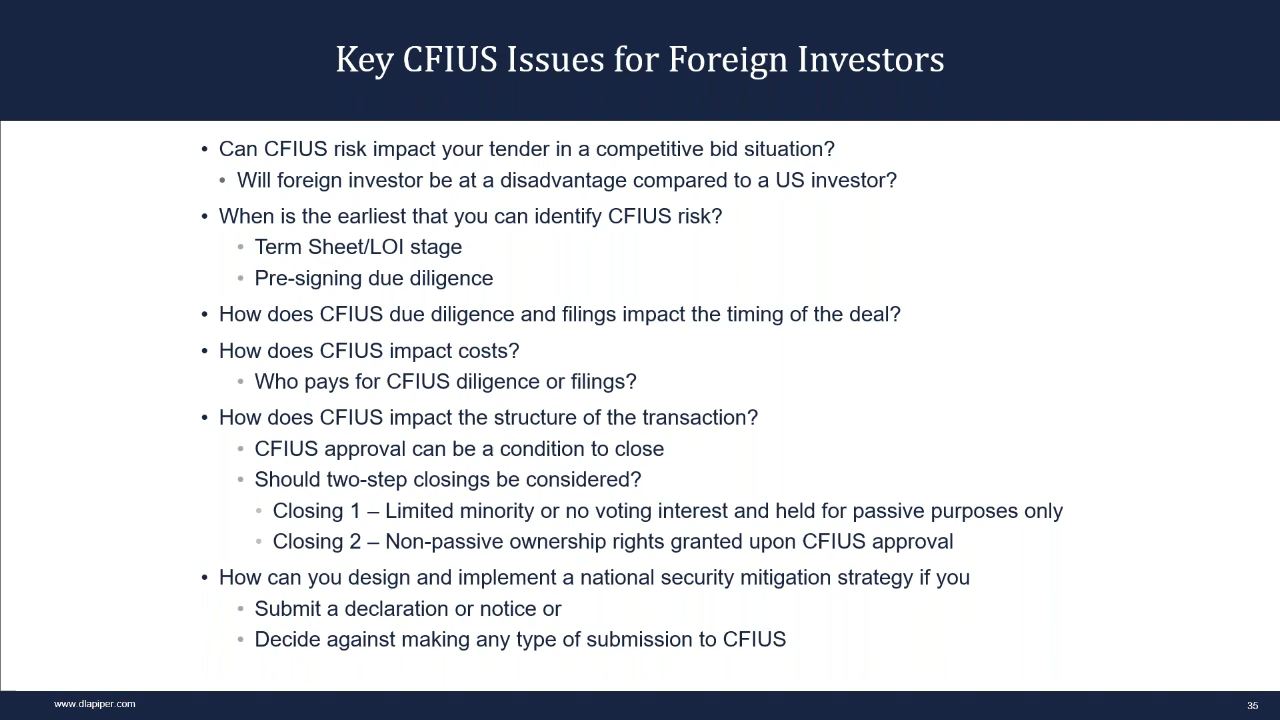 Key CFIUS Issues for Foreign Investors
• Can CFIUS risk impact your tender in a competitive bid situation?
• Will foreign investor be at a disadvantage compared to a US investor?
• When is the earliest that you can identify CFIUS risk?
• Term Sheet/LOI stage
• Pre-signing due diligence
• How does CFIUS due diligence and filings impact the timing of the deal?
• How does CFIUS impact costs?
• Who pays for CFIUS diligence or filings?
• How does CFIUS impact the structure of the transaction?
• CFIUS approval can be a condition to close
• Should two-step closings be considered?
• Closing 1 – Limited minority or no voting interest and held for passive purposes only
• Closing 2 – Non-passive ownership rights granted upon CFIUS approval
• How can you design and implement a national security mitigation strategy if you
• Submit a declaration or notice or
• Decide against making any type of submission to CFIUS
www.dlapiper.com
35